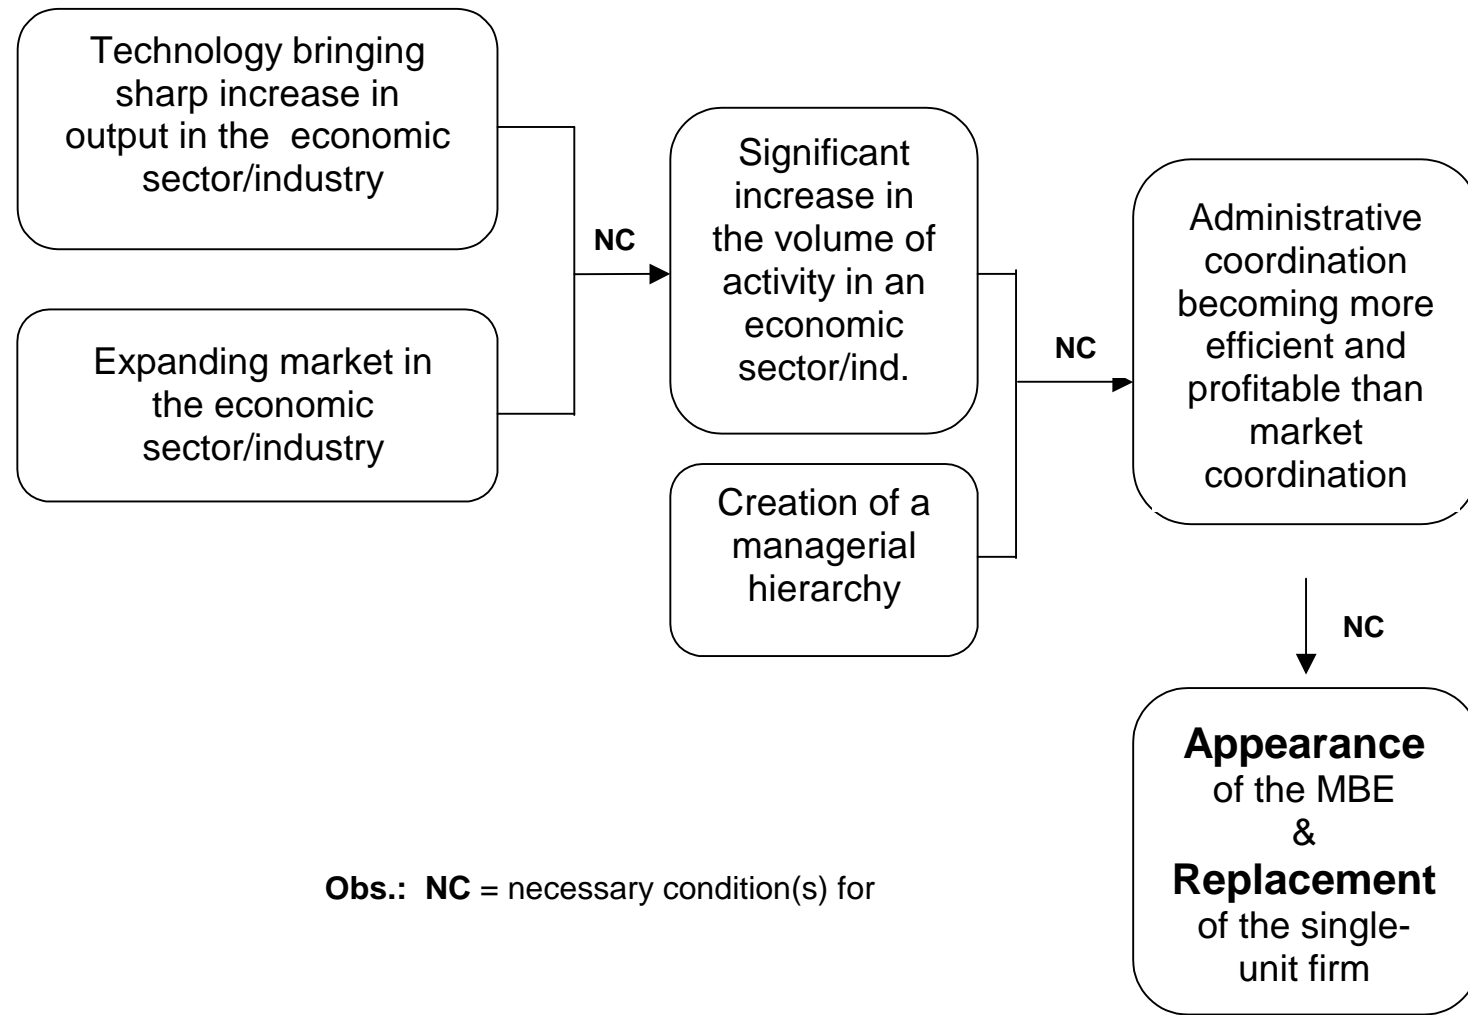 Technology bringing
sharp increase in
output in the economic
sector/industry
Expanding market in
the economic
sector/industry
NC
Significant
increase in
the volume of
activity in an
economic
sector/ind.
Creation of a
managerial
hierarchy
NC
Administrative
coordination
becoming more
efficient and
profitable than
market
coordination
NC
Appearance
of the MBE
&
Replacement
of the single-
unit firm
Obs.: NC = necessary condition(s) for